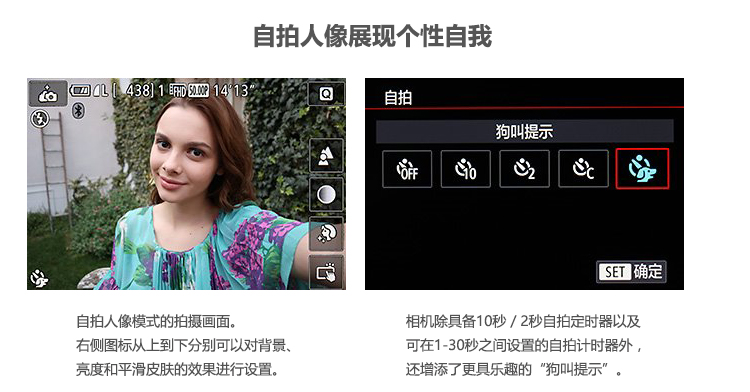 自拍人像展现个性自我
L [ 438] 1 FHD 50.00P 14'13"
Q
自拍
狗叫提示
OFF 10 2 C
SET 确定
自拍人像模式的拍摄画面。
右侧图标从上到下分别可以对背景、
亮度和平滑皮肤的效果进行设置。
相机除具备10秒 / 2秒自拍定时器以及
可在1-30秒之间设置的自拍计时器外，
还增添了更具乐趣的“狗叫提示”。